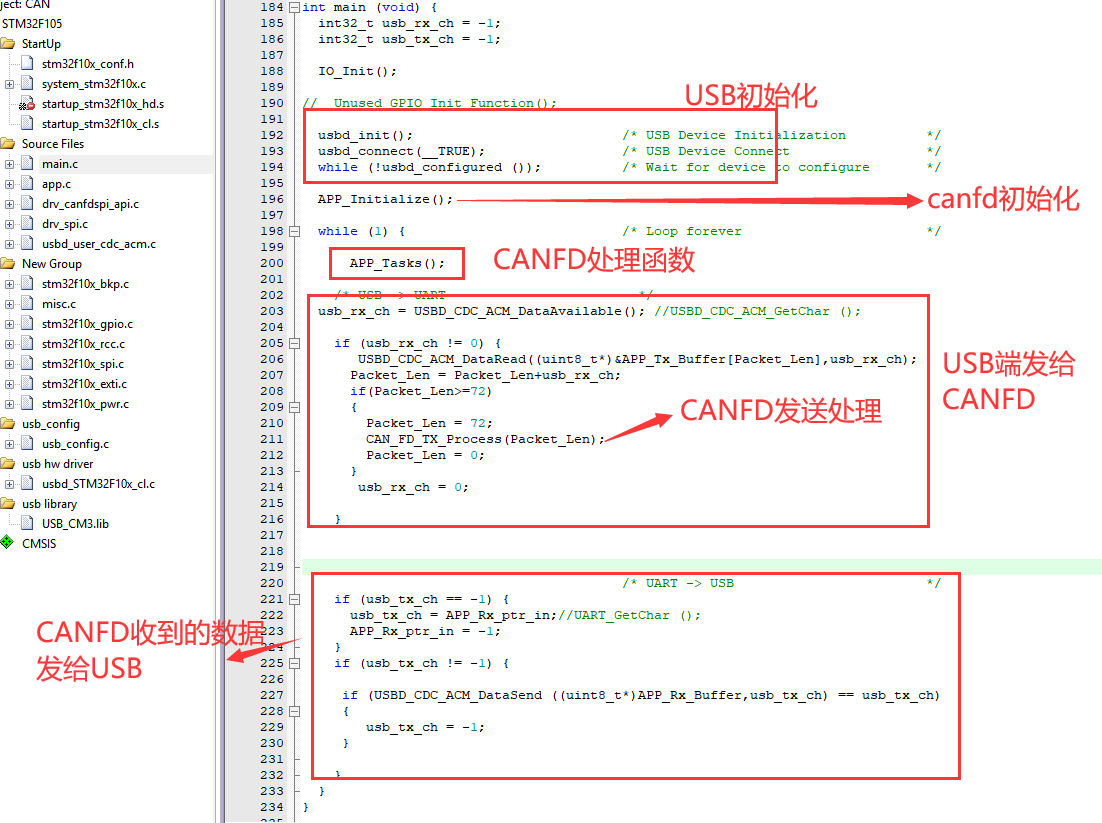 ject: CAN
STM32F105
StartUp
stm32f10x_conf.h
system_stm32f10x.c
startup_stm32f10x_hd.s
startup_stm32f10x_cl.s
Source Files
main.c
app.c
drv_canfdspi_api.c
drv_spi.c
usbd_user_cdc_acm.c
New Group
stm32f10x_bkp.c
misc.c
stm32f10x_gpio.c
stm32f10x_rcc.c
stm32f10x_spi.c
stm32f10x_exti.c
stm32f10x_pwr.c
usb_config
usb_config.c
usb hw driver
usbd_STM32F10x_cl.c
usb library
USB_CM3.lib
CMSIS
184 int main (void) {
185 int32_t usb_rx_ch = -1;
186 int32_t usb_tx_ch = -1;
187
188 IO_Init();
189
190 // Unused_GPIO_Init_Function();
191
192 usbd_init(); /* USB Device Initialization */
193 usbd_connect(__TRUE); /* USB Device Connect */
194 while (!usbd_configured ()); /* Wait for device to configure */
195
196 APP_Initialize();
197
198 while (1) { /* Loop forever */
199
200 APP_Tasks();
201
202 /* USB -> UART */
203 usb_rx_ch = USBD_CDC_ACM_DataAvailable(); //USBD_CDC_ACM_GetChar ();
204
205 if (usb_rx_ch != 0) {
206 USBD_CDC_ACM_DataRead((uint8_t*)&APP_Tx_Buffer[Packet_Len],usb_rx_ch);
207 Packet_Len = Packet_Len+usb_rx_ch;
208 if(Packet_Len>=72)
209 {
210 Packet_Len = 72;
211 CAN_FD_TX_Process(Packet_Len);
212 Packet_Len = 0;
213 }
214 usb_rx_ch = 0;
215
216 }
217
218
219
220 /* UART -> USB */
221 if (usb_tx_ch == -1) {
222 usb_tx_ch = APP_Rx_ptr_in;//UART_GetChar ();
223 APP_Rx_ptr_in = -1;
224 }
225 if (usb_tx_ch != -1) {
226
227 if (USBD_CDC_ACM_DataSend ((uint8_t*)APP_Rx_Buffer,usb_tx_ch) == usb_tx_ch)
228 {
229 usb_tx_ch = -1;
230 }
231
232 }
233 }
234 }
USB初始化
canfd初始化
CANFD处理函数
USB端发给
CANFD
CANFD发送处理
CANFD收到的数据
发给USB